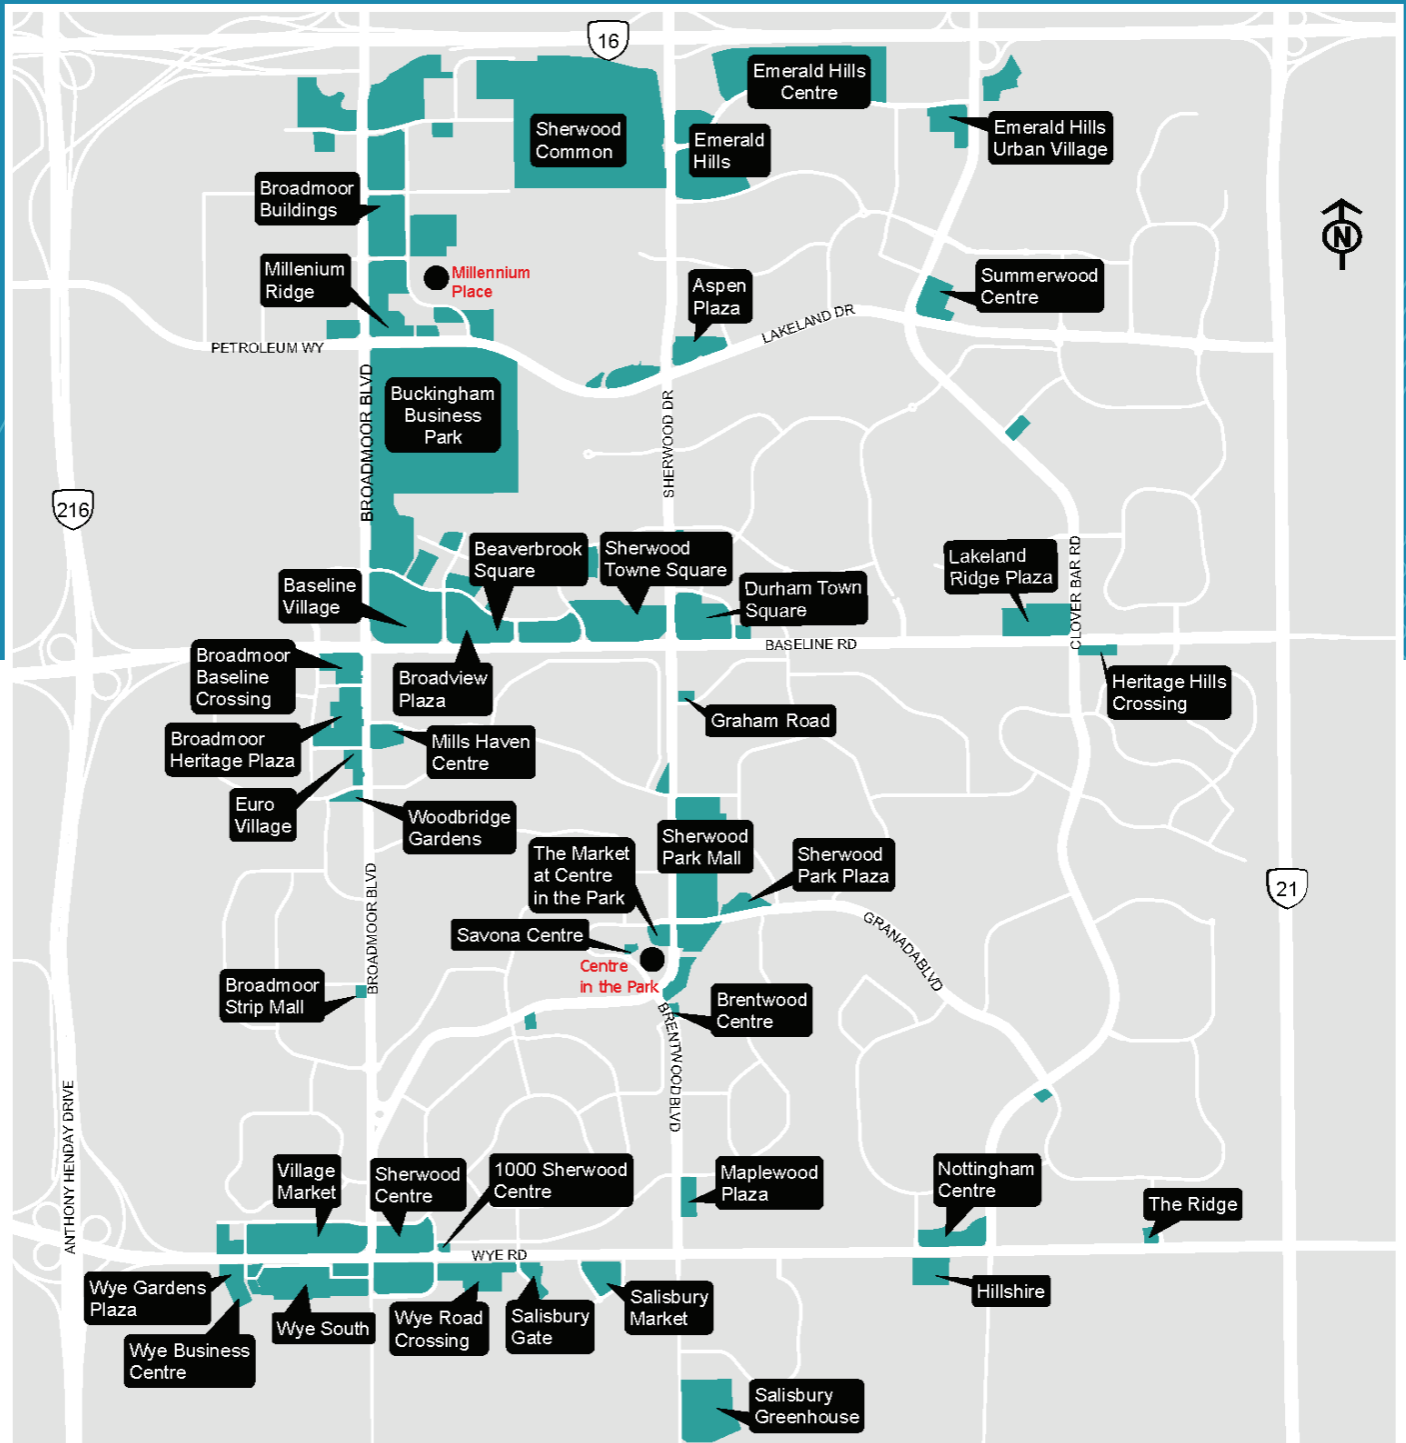 16
Emerald Hills
Centre
Sherwood
Common
Emerald
Hills
Emerald Hills
Urban Village
Broadmoor
Buildings
N
Millenium
Ridge
Millennium
Place
Aspen
Plaza
Summerwood
Centre
LAKELAND DR
PETROLEUM WY
Buckingham
Business
Park
BROADMOOR BLVD
SHERWOOD DR
216
Beaverbrook
Square
Sherwood
Towne Square
Lakeland
Ridge Plaza
CLOVER BAR RD
Baseline
Village
Durham Town
Square
BASELINE RD
Broadmoor
Baseline
Crossing
Broadview
Plaza
Heritage Hills
Crossing
Graham Road
Broadmoor
Heritage Plaza
Mills Haven
Centre
Euro
Village
Woodbridge
Gardens
Sherwood
Park Mall
The Market
at Centre
in the Park
Sherwood
Park Plaza
21
BROADMOOR BLVD
Savona Centre
GRANADABLVD
Centre
in the Park
Broadmoor
Strip Mall
Brentwood
Centre
BRENTWOODBLVD
ANTHONY HENDAY DRIVE
Village
Market
Sherwood
Centre
1000 Sherwood
Centre
Maplewood
Plaza
Nottingham
Centre
The Ridge
WYE RD
Wye Gardens
Plaza
Wye South
Wye Road
Crossing
Salisbury
Gate
Salisbury
Market
Hillshire
Wye Business
Centre
Salisbury
Greenhouse